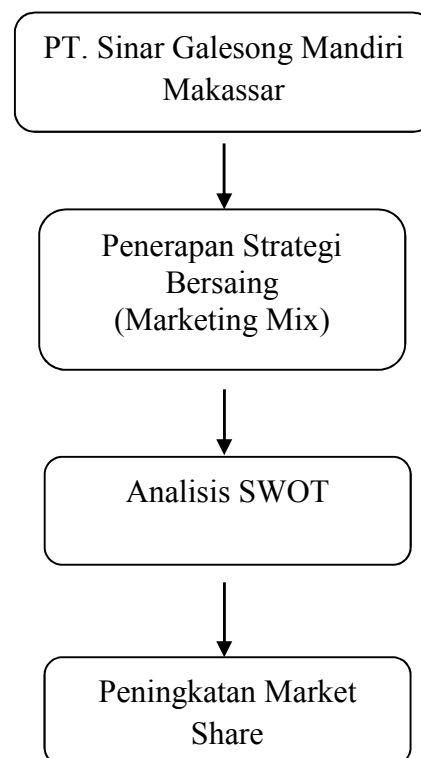 PT. Sinar Galesong Mandiri
Makassar
Penerapan Strategi
Bersaing
(Marketing Mix)
Analisis SWOT
Peningkatan Market
Share